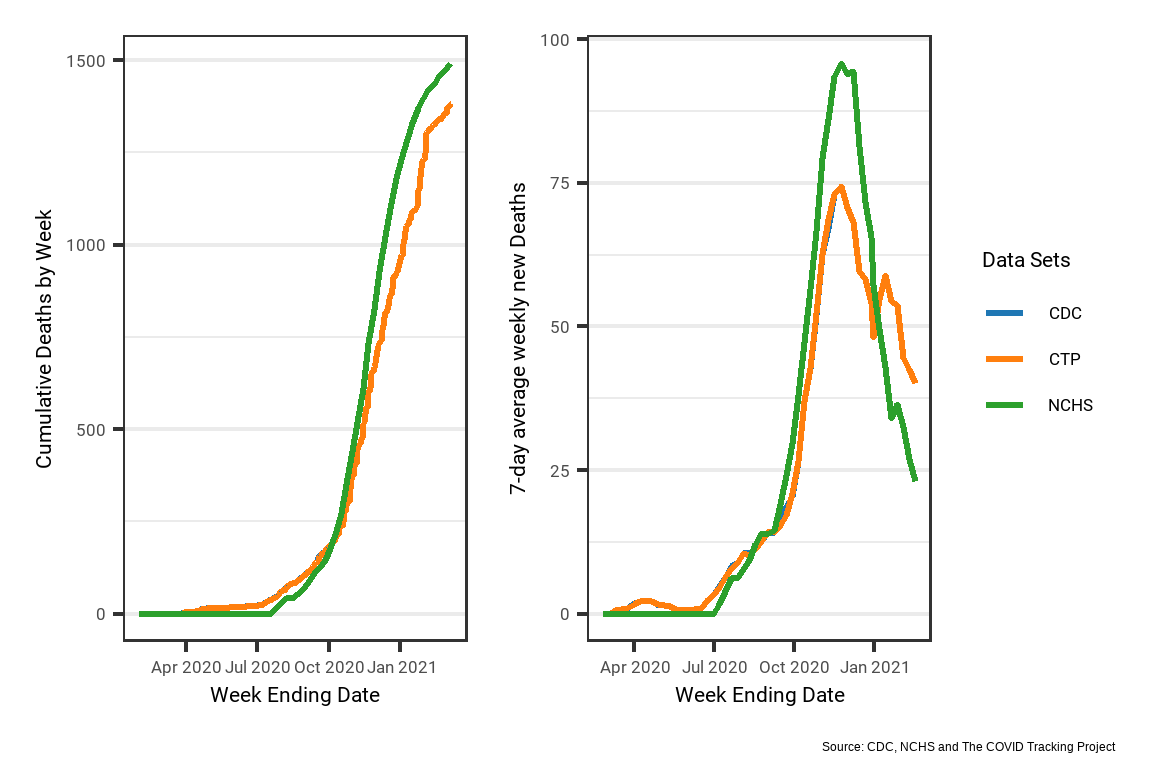 Cumulative Deaths by Week
1500
1000
500
0
Apr 2020 Jul 2020 Oct 2020 Jan 2021
Week Ending Date
7-day average weekly new Deaths
100
75
50
25
0
Apr 2020 Jul 2020 Oct 2020 Jan 2021
Week Ending Date
Data Sets
CDC
CTP
NCHS
Source: CDC, NCHS and The COVID Tracking Project